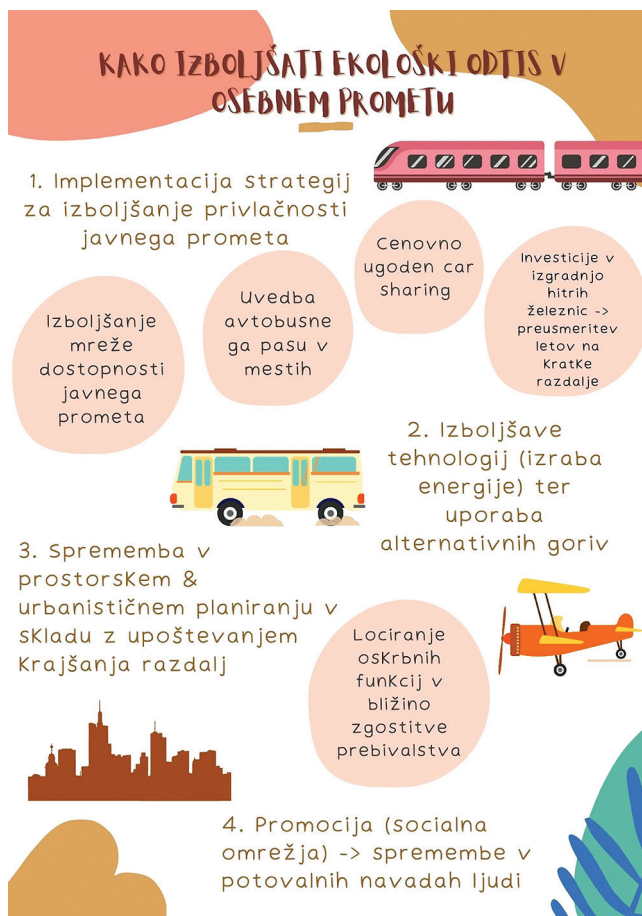 KAKO IZBOLJŠATI EKOLOŠKI ODTIS V
OSEBNEM PROMETU
1. Implementacija strategij
za izboljšanje privlačnosti
javnega prometa
Izboljšanje
mreže
dostopnosti
javnega
prometa
Uvedba
avtobusne
ga pasu v
mestih
Cenovno
ugoden car
sharing
Investicije v
izgradnjo
hitrih
železnic ->
preusmeritev
letov na
kratke
razdalje
2. Izboljšave
tehnologij (izraba
energije) ter
uporaba
alternativnih goriv
3. Sprememba v
prostorskem &
urbanističnem planiranju v
skladu z upoštevanjem
krajšanja razdalj
Lociranje
oskrbnih
funkcij v
bližino
zgostitve
prebivalstva
4. Promocija (socialna
omrežja) -> spremembe v
potovalnih navadah ljudi